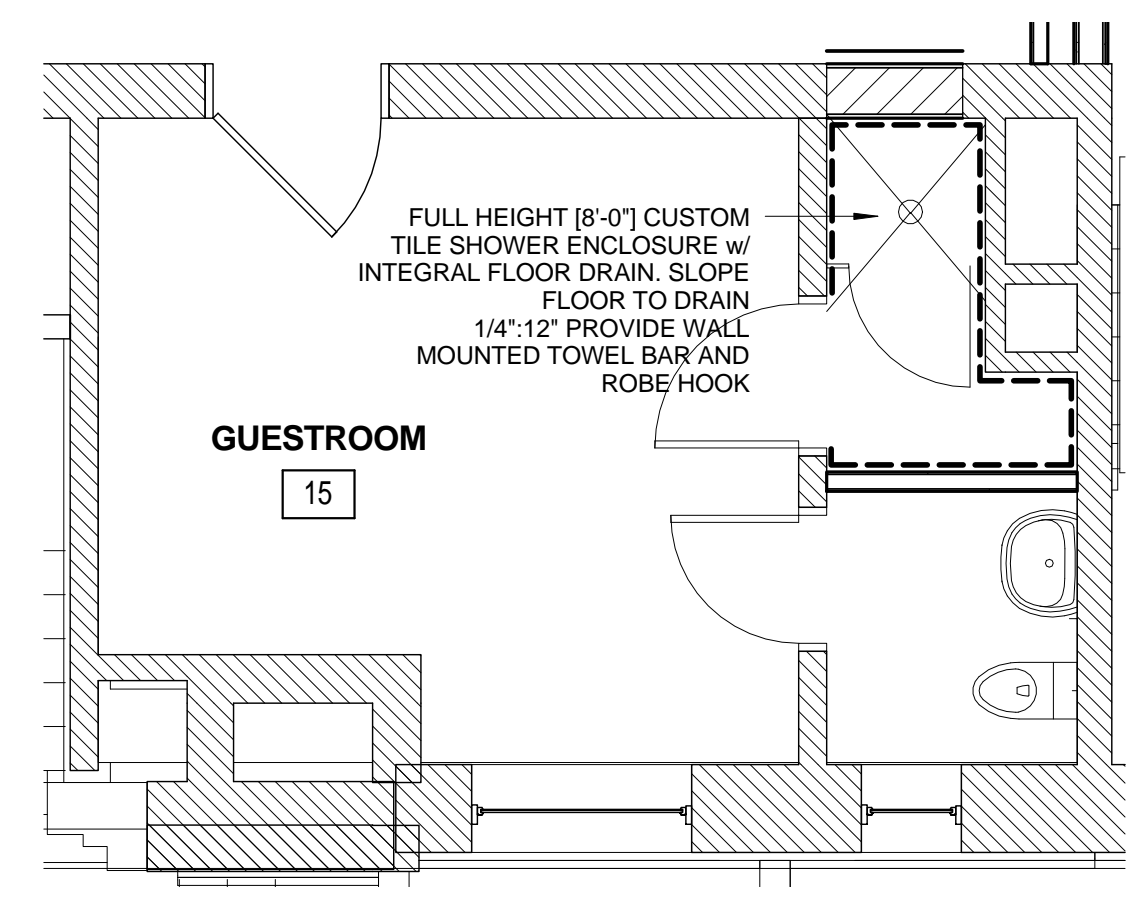 FULL HEIGHT [8'-0"] CUSTOM
TILE SHOWER ENCLOSURE w/
INTEGRAL FLOOR DRAIN. SLOPE
FLOOR TO DRAIN
1/4":12" PROVIDE WALL
MOUNTED TOWEL BAR AND
ROBE HOOK
GUESTROOM
15